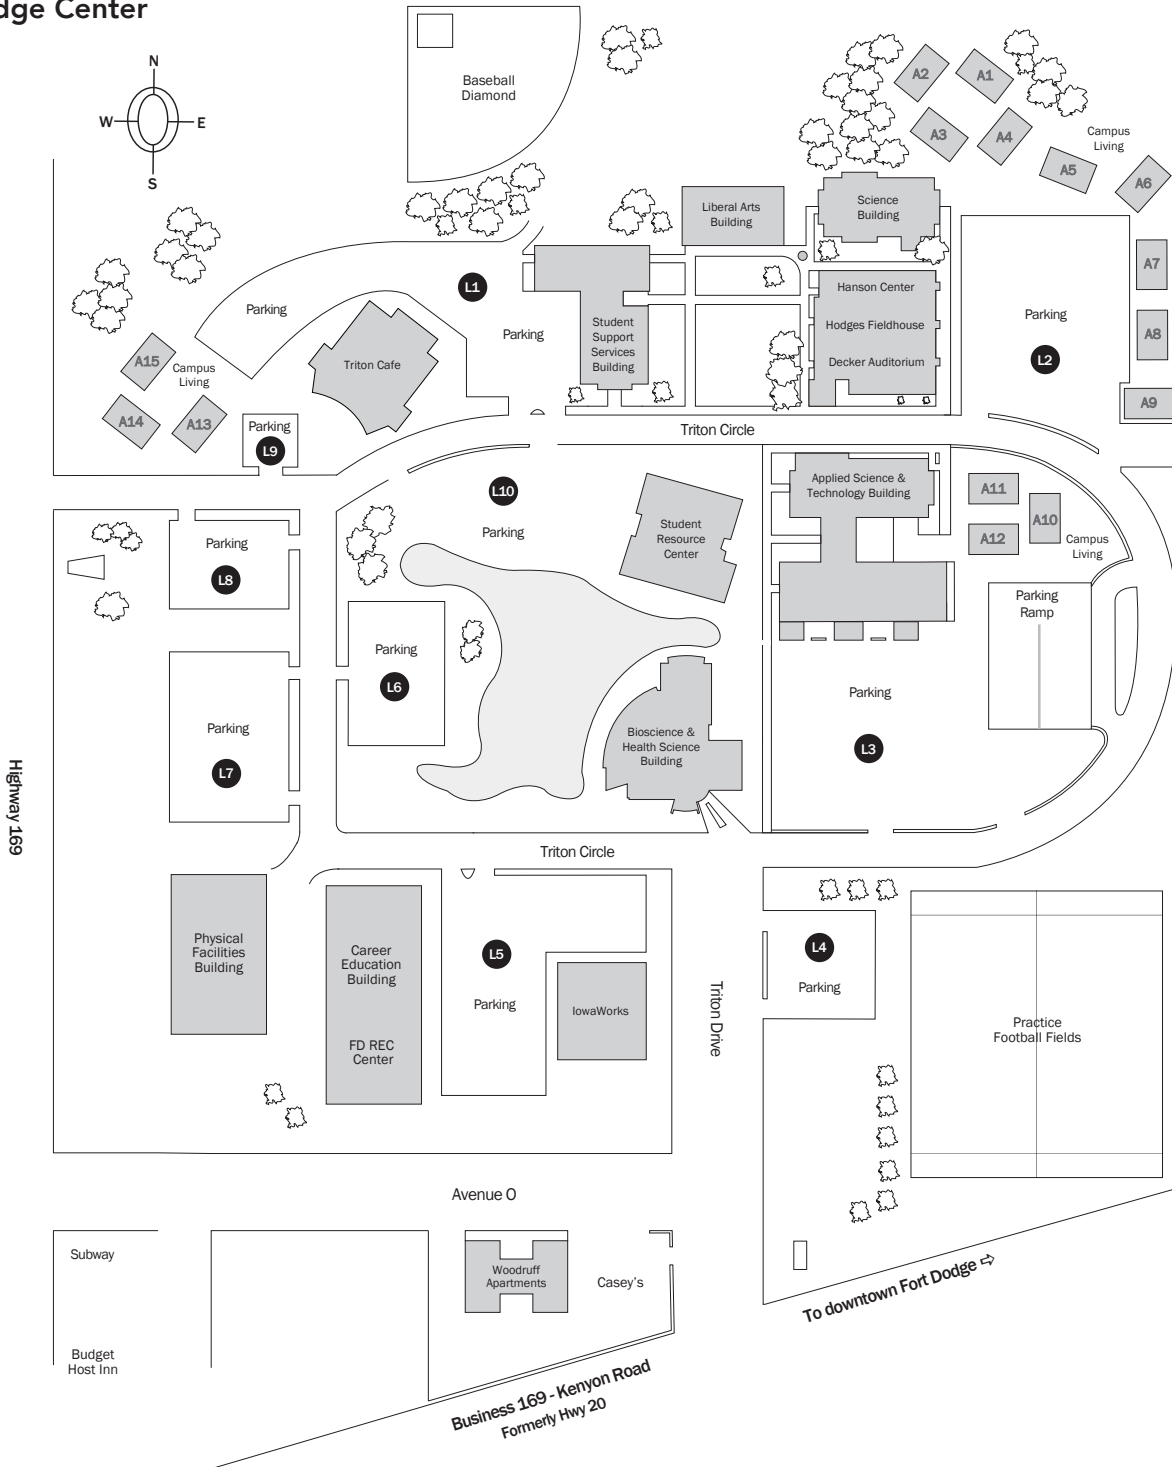 dge Center
N
W
E
S
Baseball
Diamond
A2
A1
A3
A4
Campus
Living
A5
A6
Liberal Arts
Building
Science
Building
A7
L1
Hanson Center
Parking
Parking
Student
Support
Services
Building
Hodges Fieldhouse
Parking
A8
A15
Campus
Living
Triton Cafe
Decker Auditorium
L2
A14
A13
A9
Parking
L9
Triton Circle
L10
Parking
Applied Science &
Technology Building
A11
A10
A12
Campus
Living
Student
Resource
Center
Parking
L8
Parking
Ramp
Parking
L6
Parking
L3
Parking
L7
Bioscience &
Health Science
Building
Highway 169
Triton Circle
Physical
Facilities
Building
Career
Education
Building
FD REC
Center
L5
Parking
IowaWorks
Triton Drive
L4
Parking
Practice
Football Fields
Avenue O
Subway
Woodruff
Apartments
Casey's
To downtown Fort Dodge ⇨
Budget
Host Inn
Business 169 - Kenyon Road
Formerly Hwy 20